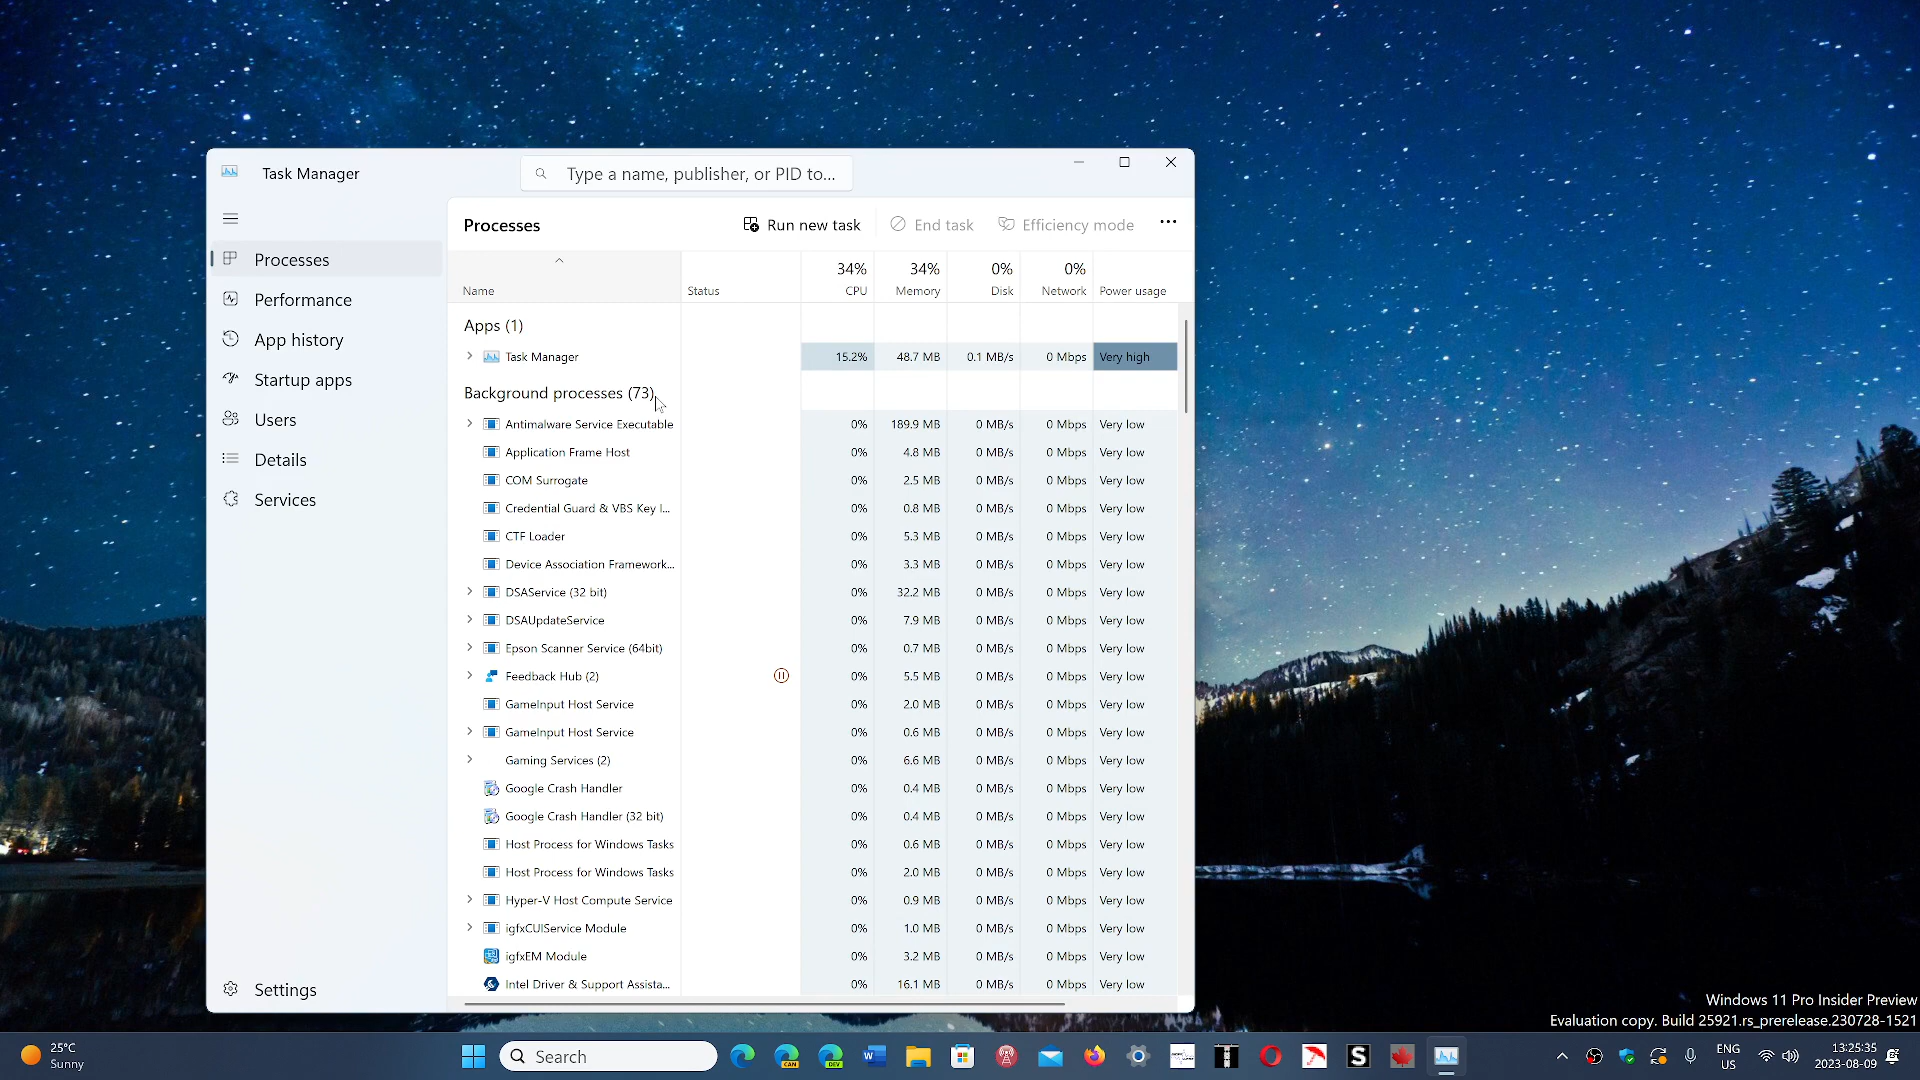 Task Manager
Type a name, publisher, or PID to...
Processes
Performance
App history
Startup apps
Users
Details
Services
Settings
Processes
Run new task
End task
Efficiency mode
34% 34% 0% 0%
Name Status CPU Memory Disk Network Power usage
Apps (1)
Task Manager 15.2% 48.7 MB 0.1 MB/s 0 Mbps Very high
Background processes (73)
Antimalware Service Executable 0% 189.9 MB 0 MB/s 0 Mbps Very low
Application Frame Host 0% 4.8 MB 0 MB/s 0 Mbps Very low
COM Surrogate 0% 2.5 MB 0 MB/s 0 Mbps Very low
Credential Guard & VBS Key I... 0% 0.8 MB 0 MB/s 0 Mbps Very low
CTF Loader 0% 5.3 MB 0 MB/s 0 Mbps Very low
Device Association Framework... 0% 3.3 MB 0 MB/s 0 Mbps Very low
DSAService (32 bit) 0% 32.2 MB 0 MB/s 0 Mbps Very low
DSAUpdateService 0% 7.9 MB 0 MB/s 0 Mbps Very low
Epson Scanner Service (64bit) 0% 0.7 MB 0 MB/s 0 Mbps Very low
Feedback Hub (2) 0% 5.5 MB 0 MB/s 0 Mbps Very low
GameInput Host Service 0% 2.0 MB 0 MB/s 0 Mbps Very low
GameInput Host Service 0% 0.6 MB 0 MB/s 0 Mbps Very low
Gaming Services (2) 0% 6.6 MB 0 MB/s 0 Mbps Very low
Google Crash Handler 0% 0.4 MB 0 MB/s 0 Mbps Very low
Google Crash Handler (32 bit) 0% 0.4 MB 0 MB/s 0 Mbps Very low
Host Process for Windows Tasks 0% 0.6 MB 0 MB/s 0 Mbps Very low
Host Process for Windows Tasks 0% 2.0 MB 0 MB/s 0 Mbps Very low
Hyper-V Host Compute Service 0% 0.9 MB 0 MB/s 0 Mbps Very low
igfxCUIService Module 0% 1.0 MB 0 MB/s 0 Mbps Very low
igfxEM Module 0% 3.2 MB 0 MB/s 0 Mbps Very low
Intel Driver & Support Assista... 0% 16.1 MB 0 MB/s 0 Mbps Very low
Windows 11 Pro Insider Preview
Evaluation copy. Build 25921.rs_prerelease.230728-1521
25°C
Sunny
Search
CAN
DEV
S
ENG
US
13:25:35
2023-08-09